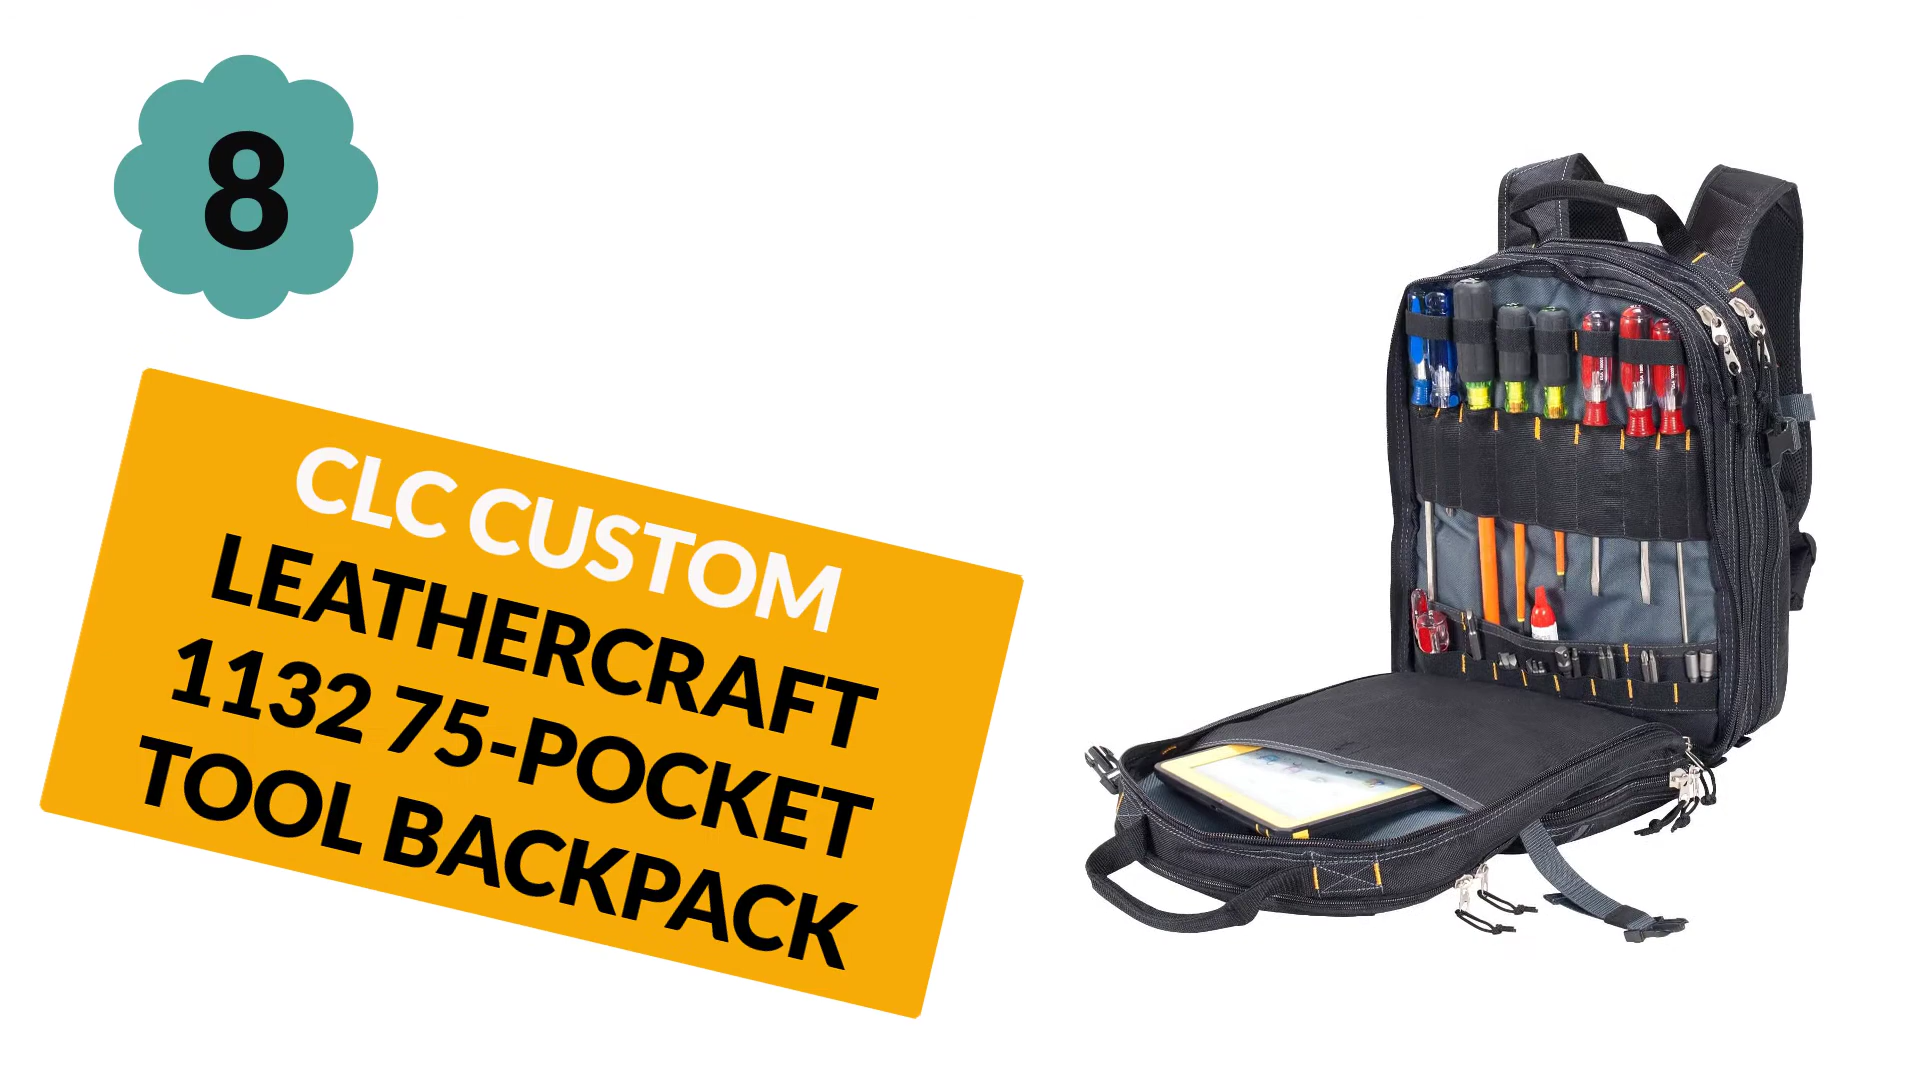 8
CLC CUSTOM
LEATHERCRAFT
1132 75-POCKET
TOOL BACKPACK